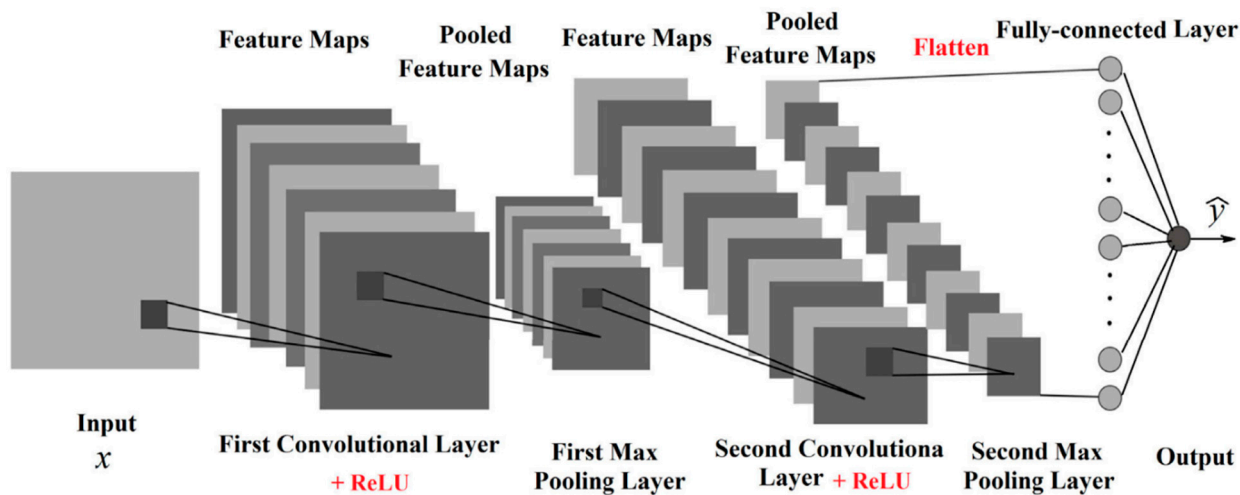 Feature Maps
Pooled
Feature Maps
Feature Maps
Pooled
Feature Maps
Flatten
Fully-connected Layer
ŷ
Input
x
First Convolutional Layer
+ ReLU
First Max
Pooling Layer
Second Convolutiona
Layer + ReLU
Second Max
Pooling Layer
Output